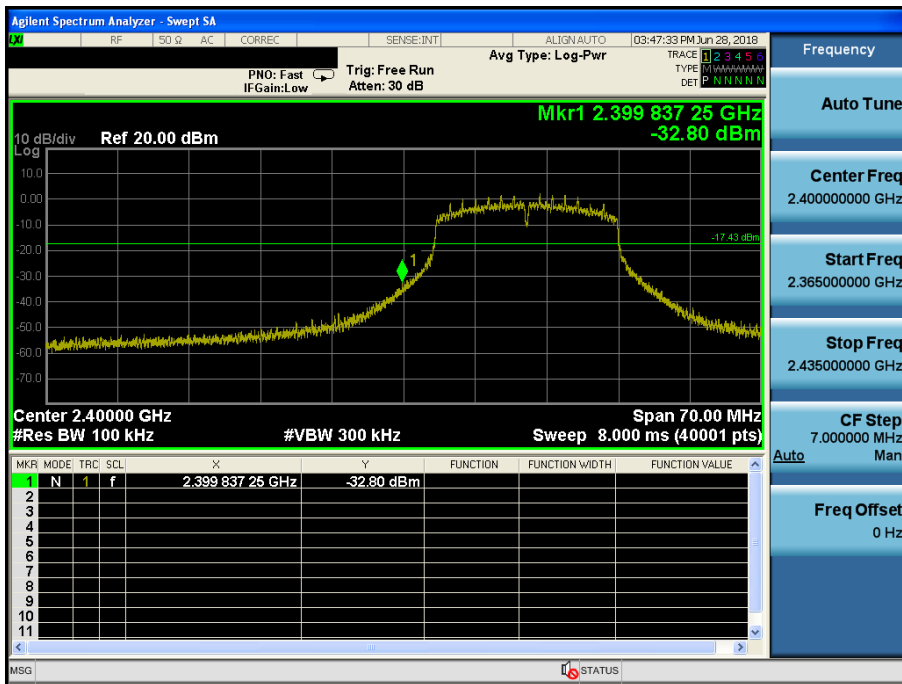 Agilent Spectrum Analyzer - Swept SA
LXI RF 50 Ω AC CORREC SENSE:INT ALIGNAUTO 03:47:33 PM Jun 28, 2018
PNO: Fast Trig: Free Run Avg Type: Log-Pwr TRACE 1 2 3 4 5 6
IFGain:Low Atten: 30 dB TYPE MWWWWW
DET P N N N N N
Mkr1 2.399 837 25 GHz
10 dB/div Ref 20.00 dBm -32.80 dBm
Log
10.0
0.00
-10.0
-17.43 dBm
-20.0
1
-30.0
-40.0
-50.0
-60.0
-70.0
Center 2.40000 GHz Span 70.00 MHz
#Res BW 100 kHz #VBW 300 kHz Sweep 8.000 ms (40001 pts)
MKR MODE TRC SCL X Y FUNCTION FUNCTION WIDTH FUNCTION VALUE
1 N 1 f 2.399 837 25 GHz -32.80 dBm
2
3
4
5
6
7
8
9
10
11
MSG STATUS
Frequency
Auto Tune
Center Freq
2.400000000 GHz
Start Freq
2.365000000 GHz
Stop Freq
2.435000000 GHz
CF Step
7.000000 MHz
Auto Man
Freq Offset
0 Hz